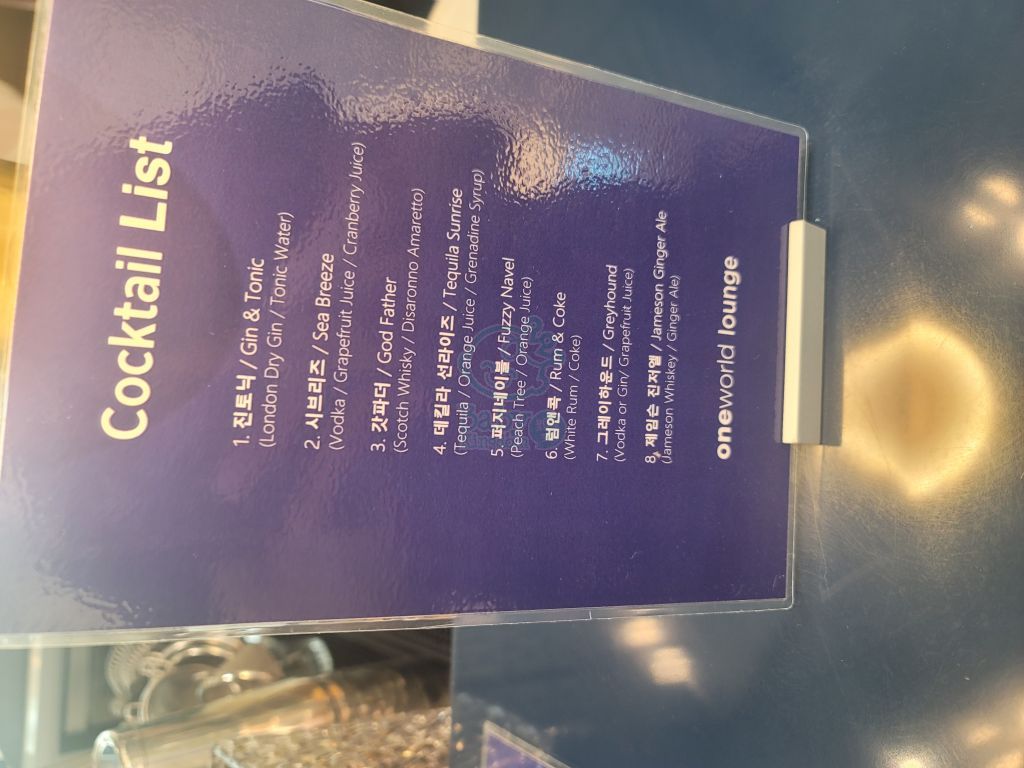 Cocktail List
1. 진토닉 / Gin & Tonic
(London Dry Gin / Tonic Water)
2. 시브리즈 / Sea Breeze
(Vodka / Grapefruit Juice / Cranberry Juice)
3. 갓파더 / God Father
(Scotch Whisky / Disaronno Amaretto)
4. 데킬라 선라이즈 / Tequila Sunrise
(Tequila / Orange Juice / Grenadine Syrup)
5. 퍼지네이블 / Fuzzy Navel
(Peach Tree / Orange Juice)
6. 럼앤콕 / Rum & Coke
(White Rum / Coke)
7. 그레이하운드 / Greyhound
(Vodka or Gin/ Grapefruit Juice)
8. 제임슨 진저엘 / Jameson Ginger Ale
(Jameson Whiskey / Ginger Ale)
oneworld lounge